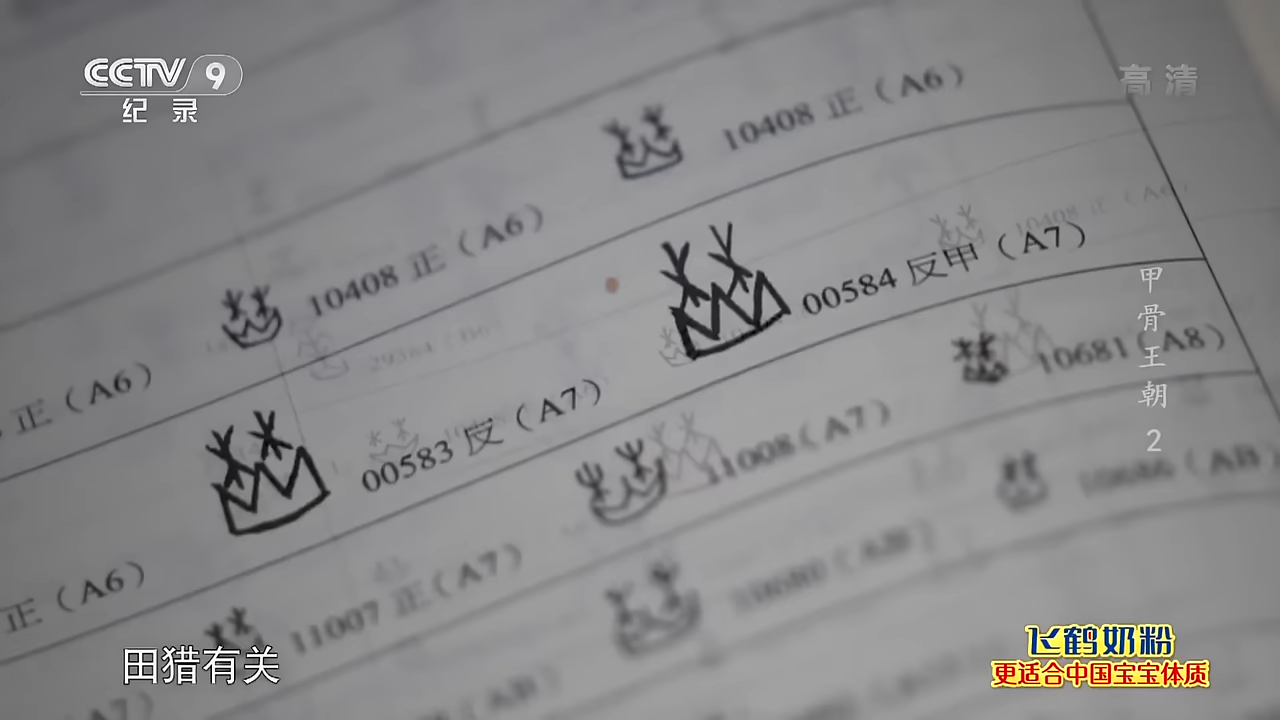 CCTV 9
纪录
高清
10408 正（A6）
10408 正（A6）
正（A6）
00584 反甲（A7）
00583 反（A7）
正（A6）
10681（A8）
11008（A7）
11007 正（A7）
甲骨王朝 2
田猎有关
飞鹤奶粉
更适合中国宝宝体质